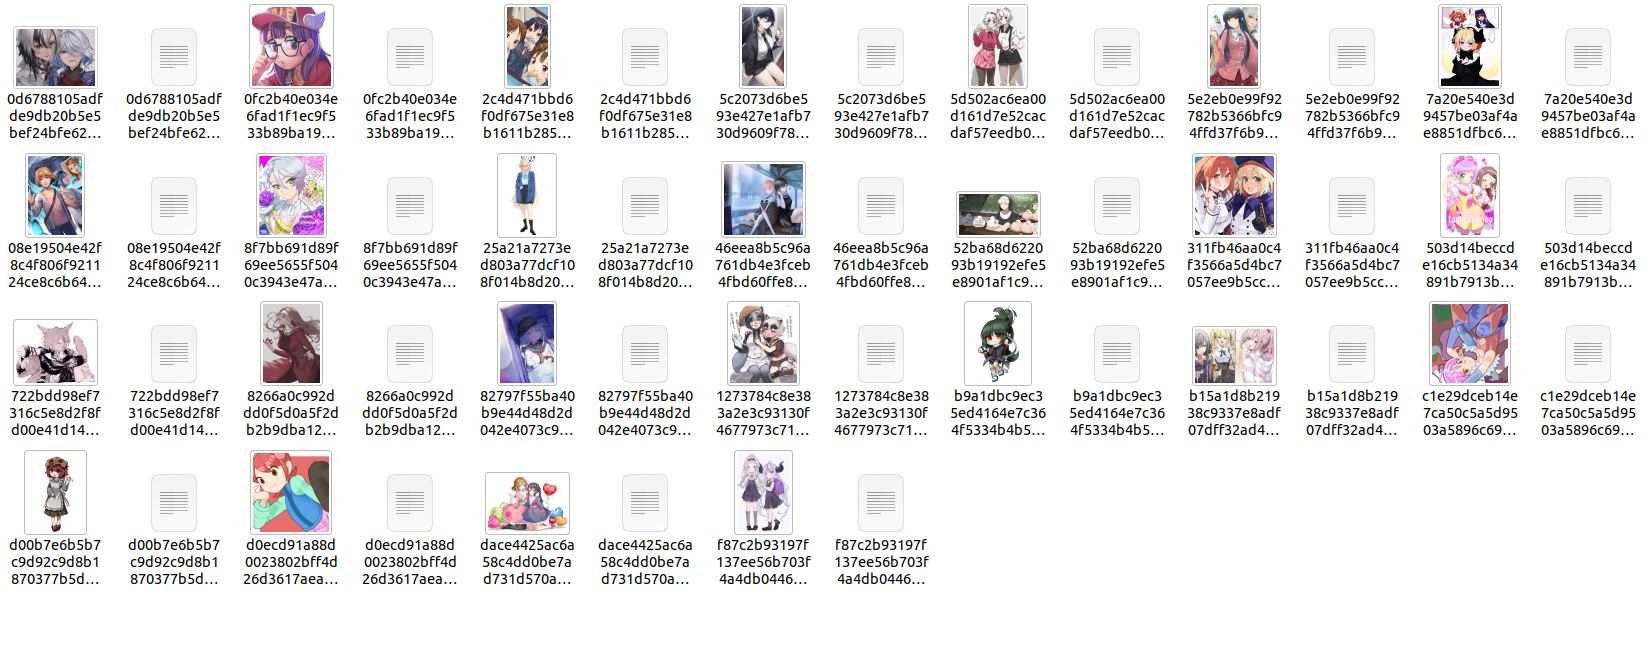 0d6788105adf
de9db20b5e5
bef24bfe62…
0d6788105adf
de9db20b5e5
bef24bfe62…
0fc2b40e034e
6fad1f1ec9f5
33b89ba19…
0fc2b40e034e
6fad1f1ec9f5
33b89ba19…
2c4d471bbd6
f0df675e31e8
b1611b285…
2c4d471bbd6
f0df675e31e8
b1611b285…
5c2073d6be5
93e427e1afb7
30d9609f78…
5c2073d6be5
93e427e1afb7
30d9609f78…
5d502ac6ea00
d161d7e52cac
daf57eedb0…
5d502ac6ea00
d161d7e52cac
daf57eedb0…
5e2eb0e99f92
782b5366bfc9
4ffd37f6b9…
5e2eb0e99f92
782b5366bfc9
4ffd37f6b9…
7a20e540e3d
9457be03af4a
e8851dfbc6…
7a20e540e3d
9457be03af4a
e8851dfbc6…
08e19504e42f
8c4f806f9211
24ce8c6b64…
08e19504e42f
8c4f806f9211
24ce8c6b64…
8f7bb691d89f
69ee5655f504
0c3943e47a…
8f7bb691d89f
69ee5655f504
0c3943e47a…
25a21a7273e
d803a77dcf10
8f014b8d20…
25a21a7273e
d803a77dcf10
8f014b8d20…
46eea8b5c96a
761db4e3fceb
4fbd60ffe8…
46eea8b5c96a
761db4e3fceb
4fbd60ffe8…
52ba68d6220
93b19192efe5
e8901af1c9…
52ba68d6220
93b19192efe5
e8901af1c9…
311fb46aa0c4
f3566a5d4bc7
057ee9b5cc…
311fb46aa0c4
f3566a5d4bc7
057ee9b5cc…
503d14beccd
e16cb5134a34
891b7913b…
503d14beccd
e16cb5134a34
891b7913b…
722bdd98ef7
316c5e8d2f8f
d00e41d14…
722bdd98ef7
316c5e8d2f8f
d00e41d14…
8266a0c992d
dd0f5d0a5f2d
b2b9dba12…
8266a0c992d
dd0f5d0a5f2d
b2b9dba12…
82797f55ba40
b9e44d48d2d
042e4073c9…
82797f55ba40
b9e44d48d2d
042e4073c9…
1273784c8e38
3a2e3c93130f
4677973c71…
1273784c8e38
3a2e3c93130f
4677973c71…
b9a1dbc9ec3
5ed4164e7c36
4f5334b4b5…
b9a1dbc9ec3
5ed4164e7c36
4f5334b4b5…
b15a1d8b219
38c9337e8adf
07dff32ad4…
b15a1d8b219
38c9337e8adf
07dff32ad4…
c1e29dceb14e
7ca50c5a5d95
03a5896c69…
c1e29dceb14e
7ca50c5a5d95
03a5896c69…
d00b7e6b5b7
c9d92c9d8b1
870377b5d…
d00b7e6b5b7
c9d92c9d8b1
870377b5d…
d0ecd91a88d
0023802bff4d
26d3617aea…
d0ecd91a88d
0023802bff4d
26d3617aea…
dace4425ac6a
58c4dd0be7a
d731d570a…
dace4425ac6a
58c4dd0be7a
d731d570a…
f87c2b93197f
137ee56b703f
4a4db0446…
f87c2b93197f
137ee56b703f
4a4db0446…